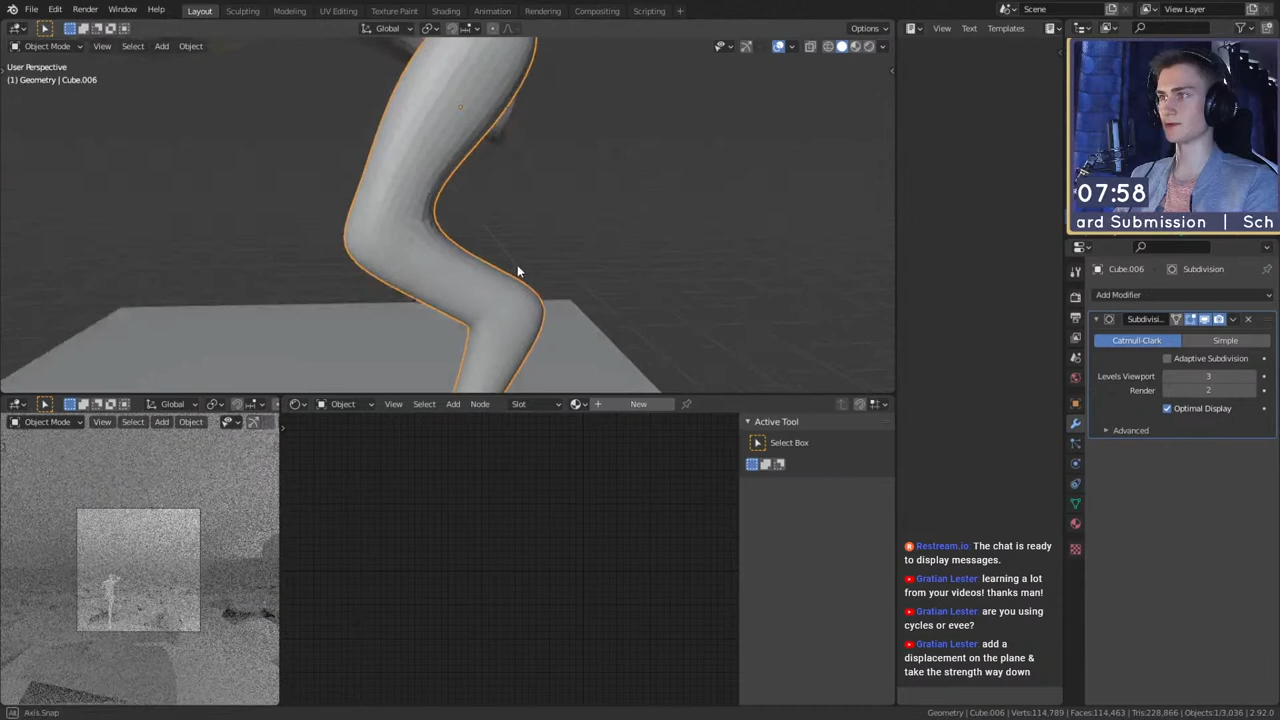 File Edit Render Window Help Layout Sculpting Modeling UV Editing Texture Paint Shading Animation Rendering Compositing Scripting + Scene View Layer
Global Options View Text Templates
Object Mode View Select Add Object
User Perspective
(1) Geometry | Cube.006
07:58
ard Submission | Sch
Cube.006 Subdivision
Add Modifier
Subdivisi...
Catmull-Clark Simple
Adaptive Subdivision
Levels Viewport 3
Render 2
Optimal Display
Advanced
Global Object View Select Add Node Slot New
Object Mode View Select Add Object
Active Tool
Select Box
Restream.io: The chat is ready
to display messages.
Gratian Lester: learning a lot
from your videos! thanks man!
Gratian Lester: are you using
cycles or evee?
Gratian Lester: add a
displacement on the plane &
take the strength way down
Axis Snap
Geometry | Cube.006 | Verts:114,789 | Faces:114,463 | Tris:228,866 | Objects:1/3,036 | 2.92.0